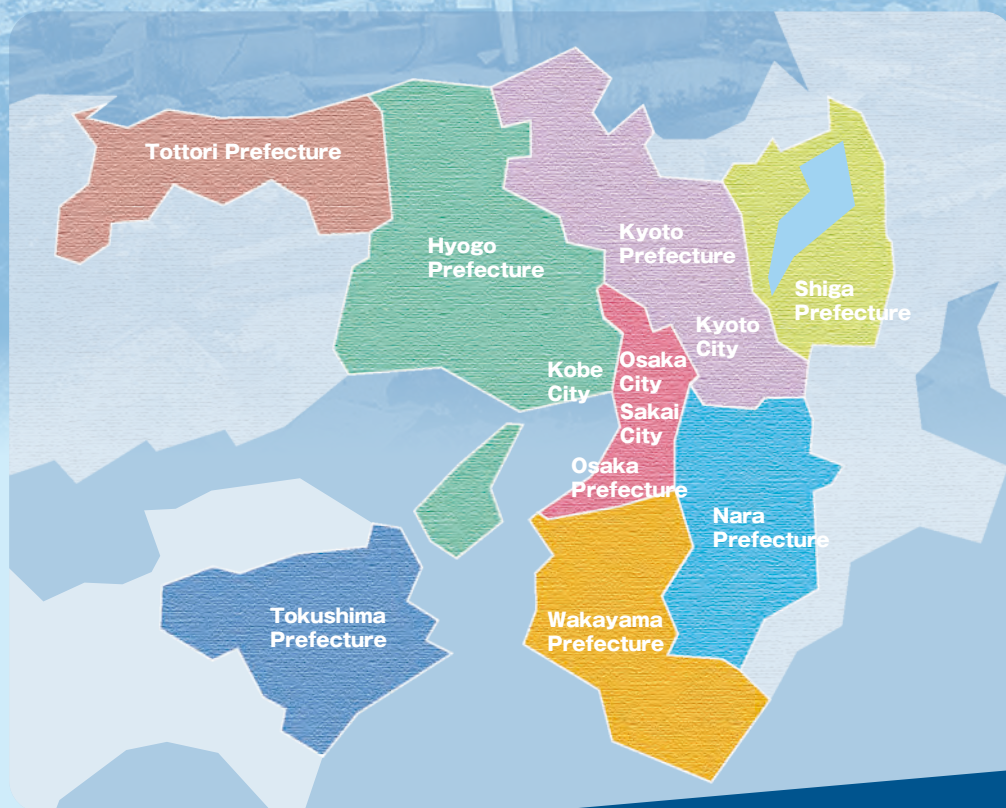 Tottori Prefecture
Hyogo
Prefecture
Kyoto
Prefecture
Shiga
Prefecture
Kyoto
City
Kobe
City
Osaka
City
Sakai
City
Osaka
Prefecture
Nara
Prefecture
Tokushima
Prefecture
Wakayama
Prefecture